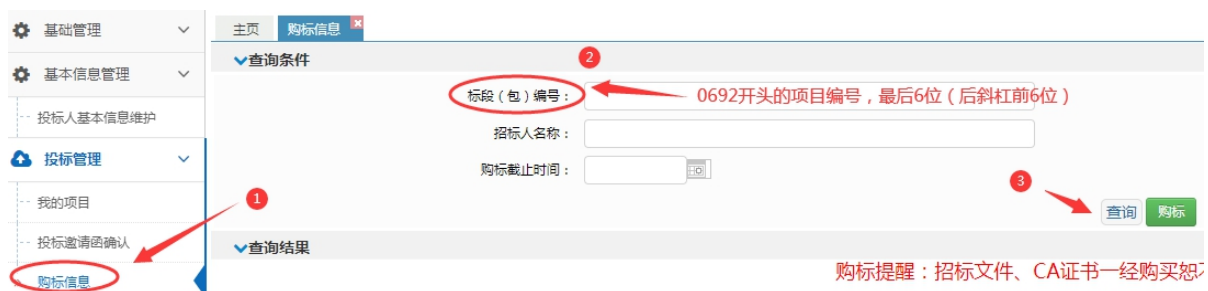 基础管理
基本信息管理
投标人基本信息维护
投标管理
我的项目
投标邀请函确认
购标信息
主页 购标信息
查询条件
2
标段（包）编号： 0692开头的项目编号，最后6位（后斜杠前6位）
招标人名称：
购标截止时间：
1
3
查询 购标
查询结果
购标提醒：招标文件、CA证书一经购买恕